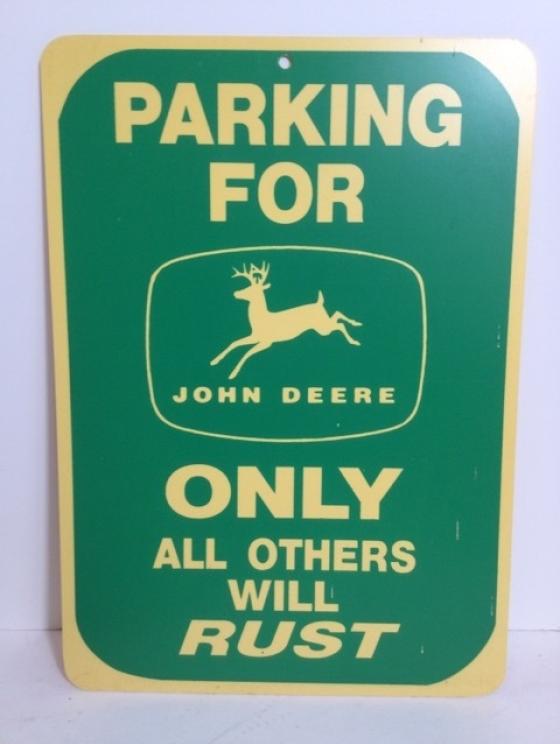 PARKING
FOR
JOHN DEERE
ONLY
ALL OTHERS
WILL
RUST